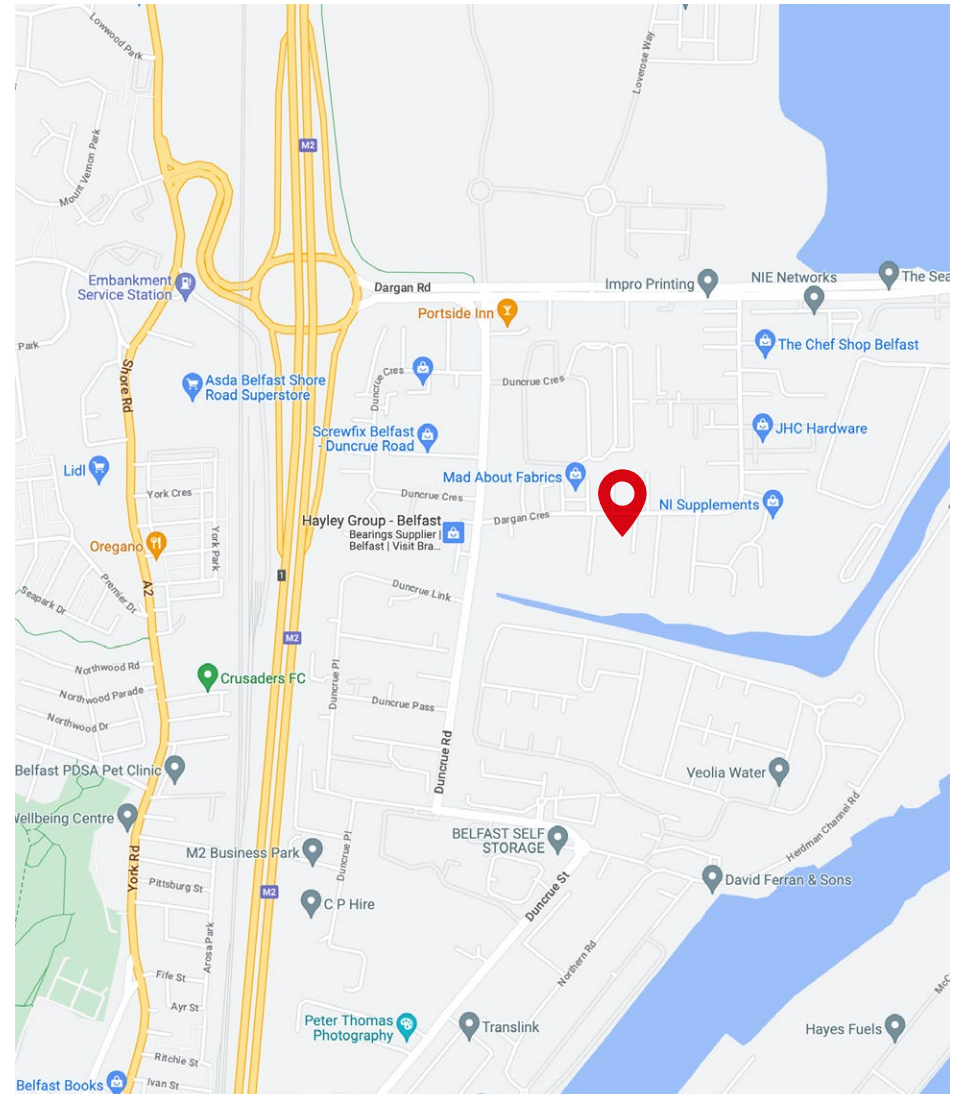 Lowwood Park
Loverose Way
M2
Mount Vernon Park
Embankment
Service Station
Dargan Rd
Impro Printing
NIE Networks
The Sea
Portside Inn
Park
The Chef Shop Belfast
Shore Rd
Asda Belfast Shore
Road Superstore
Duncrue Cres
Duncrue Cres
Screwfix Belfast
- Duncrue Road
JHC Hardware
Lidl
Mad About Fabrics
York Cres
Duncrue Cres
NI Supplements
Hayley Group - Belfast
Bearings Supplier |
Belfast | Visit Bra...
Dargan Cres
Oregano
York Park
A2
Premier Dr
Seapark Dr
1
Duncrue Link
M2
Northwood Rd
Crusaders FC
Duncrue Pl
Northwood Parade
Duncrue Pass
Northwood Dr
Duncrue Rd
Belfast PDSA Pet Clinic
Veolia Water
Wellbeing Centre
Herdman Channel Rd
BELFAST SELF
STORAGE
M2 Business Park
Duncrue Pl
York Rd
Pittsburg St
M2
David Ferran & Sons
C P Hire
Duncrue St
Arosa Park
Northern Rd
Fife St
McC
Ayr St
Peter Thomas
Photography
Translink
Hayes Fuels
Ritchie St
Belfast Books
Ivan St